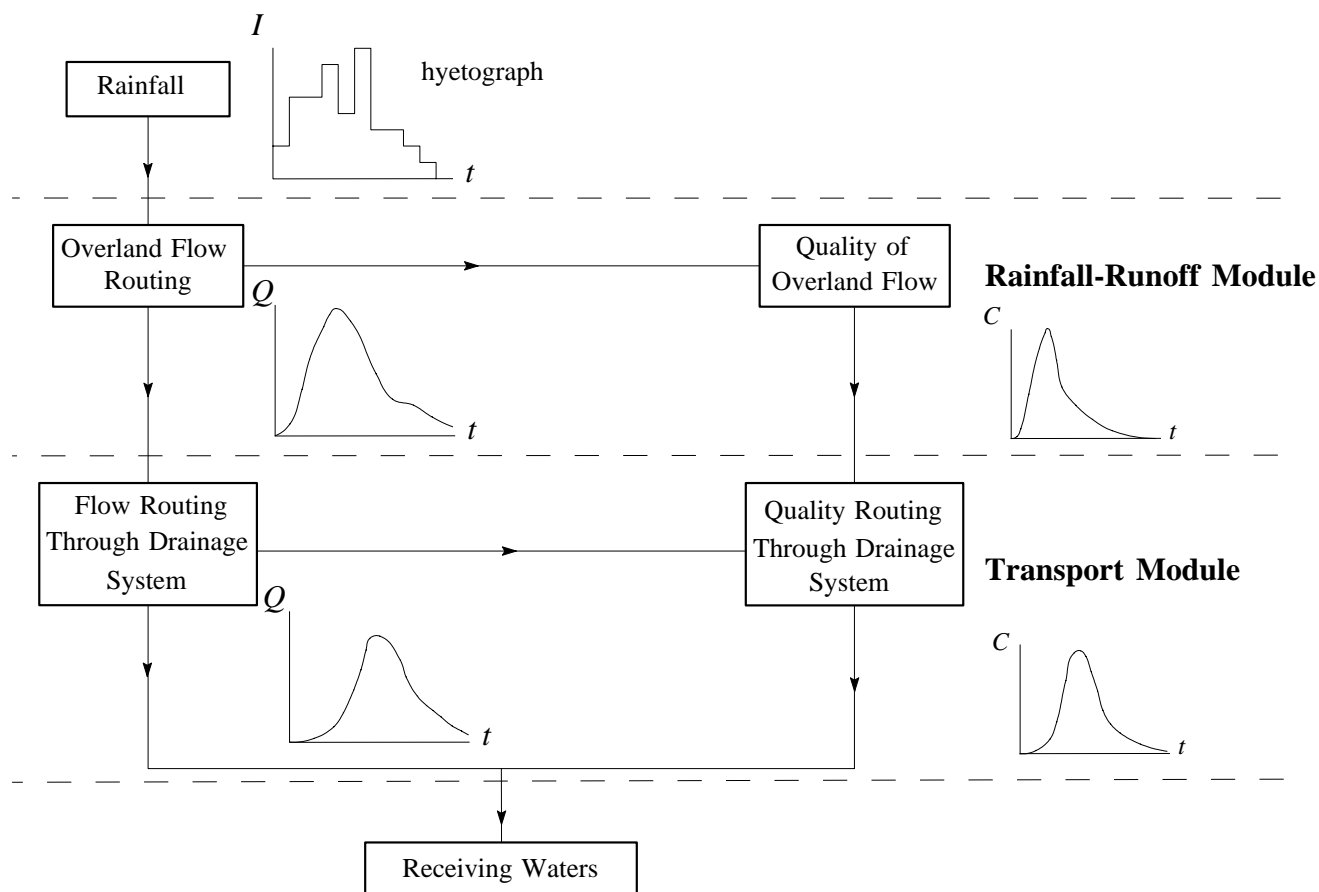 I
Rainfall
hyetograph
t
Overland Flow
Routing
Quality of
Overland Flow
Rainfall-Runoff Module
Q
t
C
t
Flow Routing
Through Drainage
System
Quality Routing
Through Drainage
System
Transport Module
Q
t
C
t
Receiving Waters